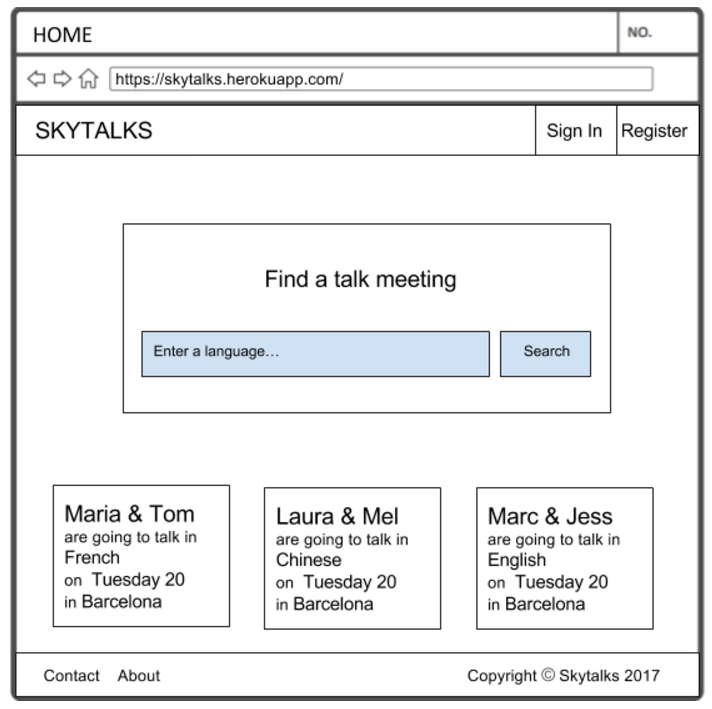 HOME
NO.
https://skytalks.herokuapp.com/
SKYTALKS
Sign In
Register
Find a talk meeting
Enter a language…
Search
Maria & Tom
are going to talk in
French
on Tuesday 20
in Barcelona
Laura & Mel
are going to talk in
Chinese
on Tuesday 20
in Barcelona
Marc & Jess
are going to talk in
English
on Tuesday 20
in Barcelona
Contact About
Copyright © Skytalks 2017